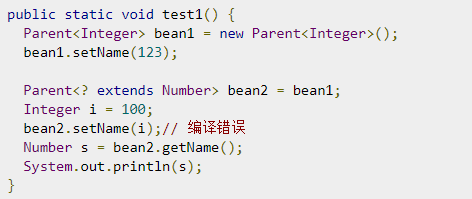 public static void test1() {
  Parent<Integer> bean1 = new Parent<Integer>();
  bean1.setName(123);

  Parent<? extends Number> bean2 = bean1;
  Integer i = 100;
  bean2.setName(i);// 编译错误
  Number s = bean2.getName();
  System.out.println(s);
}